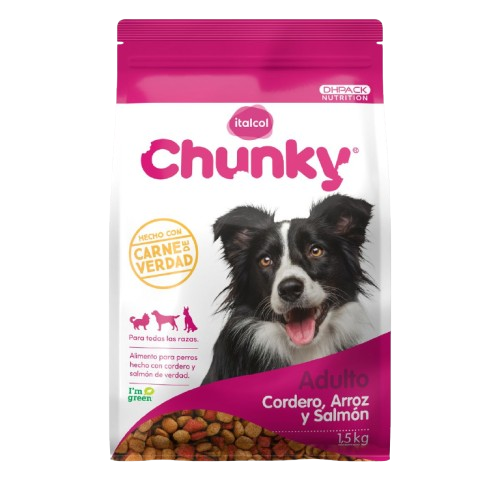 DHPACK
NUTRITION
italcol
Chunky®
HECHO CON
CARNE DE
VERDAD
Para todas las razas.
Alimento para perros
hecho con cordero y
salmón de verdad.
I'm
green
Adulto
Cordero, Arroz
y Salmón
1.5 kg